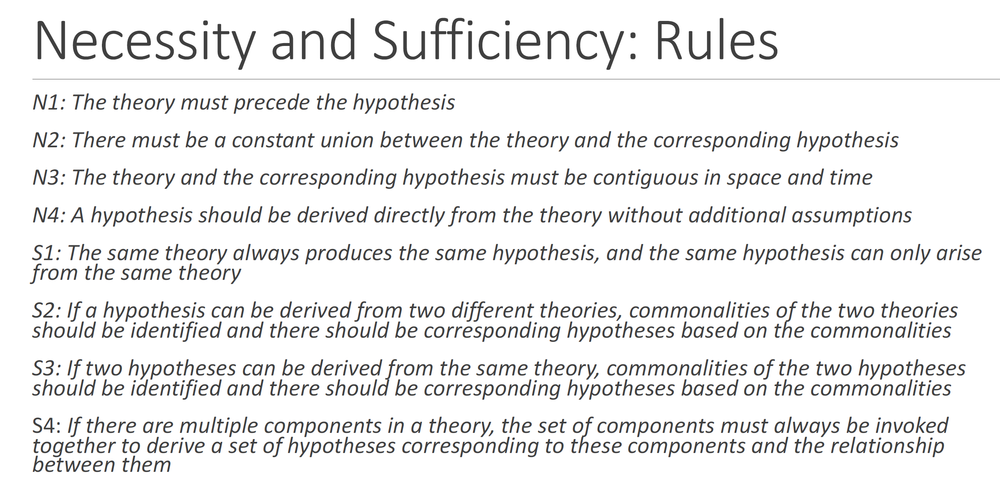 Necessity and Sufficiency: Rules
N1: The theory must precede the hypothesis
N2: There must be a constant union between the theory and the corresponding hypothesis
N3: The theory and the corresponding hypothesis must be contiguous in space and time
N4: A hypothesis should be derived directly from the theory without additional assumptions
S1: The same theory always produces the same hypothesis, and the same hypothesis can only arise
from the same theory
S2: If a hypothesis can be derived from two different theories, commonalities of the two theories
should be identified and there should be corresponding hypotheses based on the commonalities
S3: If two hypotheses can be derived from the same theory, commonalities of the two hypotheses
should be identified and there should be corresponding hypotheses based on the commonalities
S4: If there are multiple components in a theory, the set of components must always be invoked
together to derive a set of hypotheses corresponding to these components and the relationship
between them